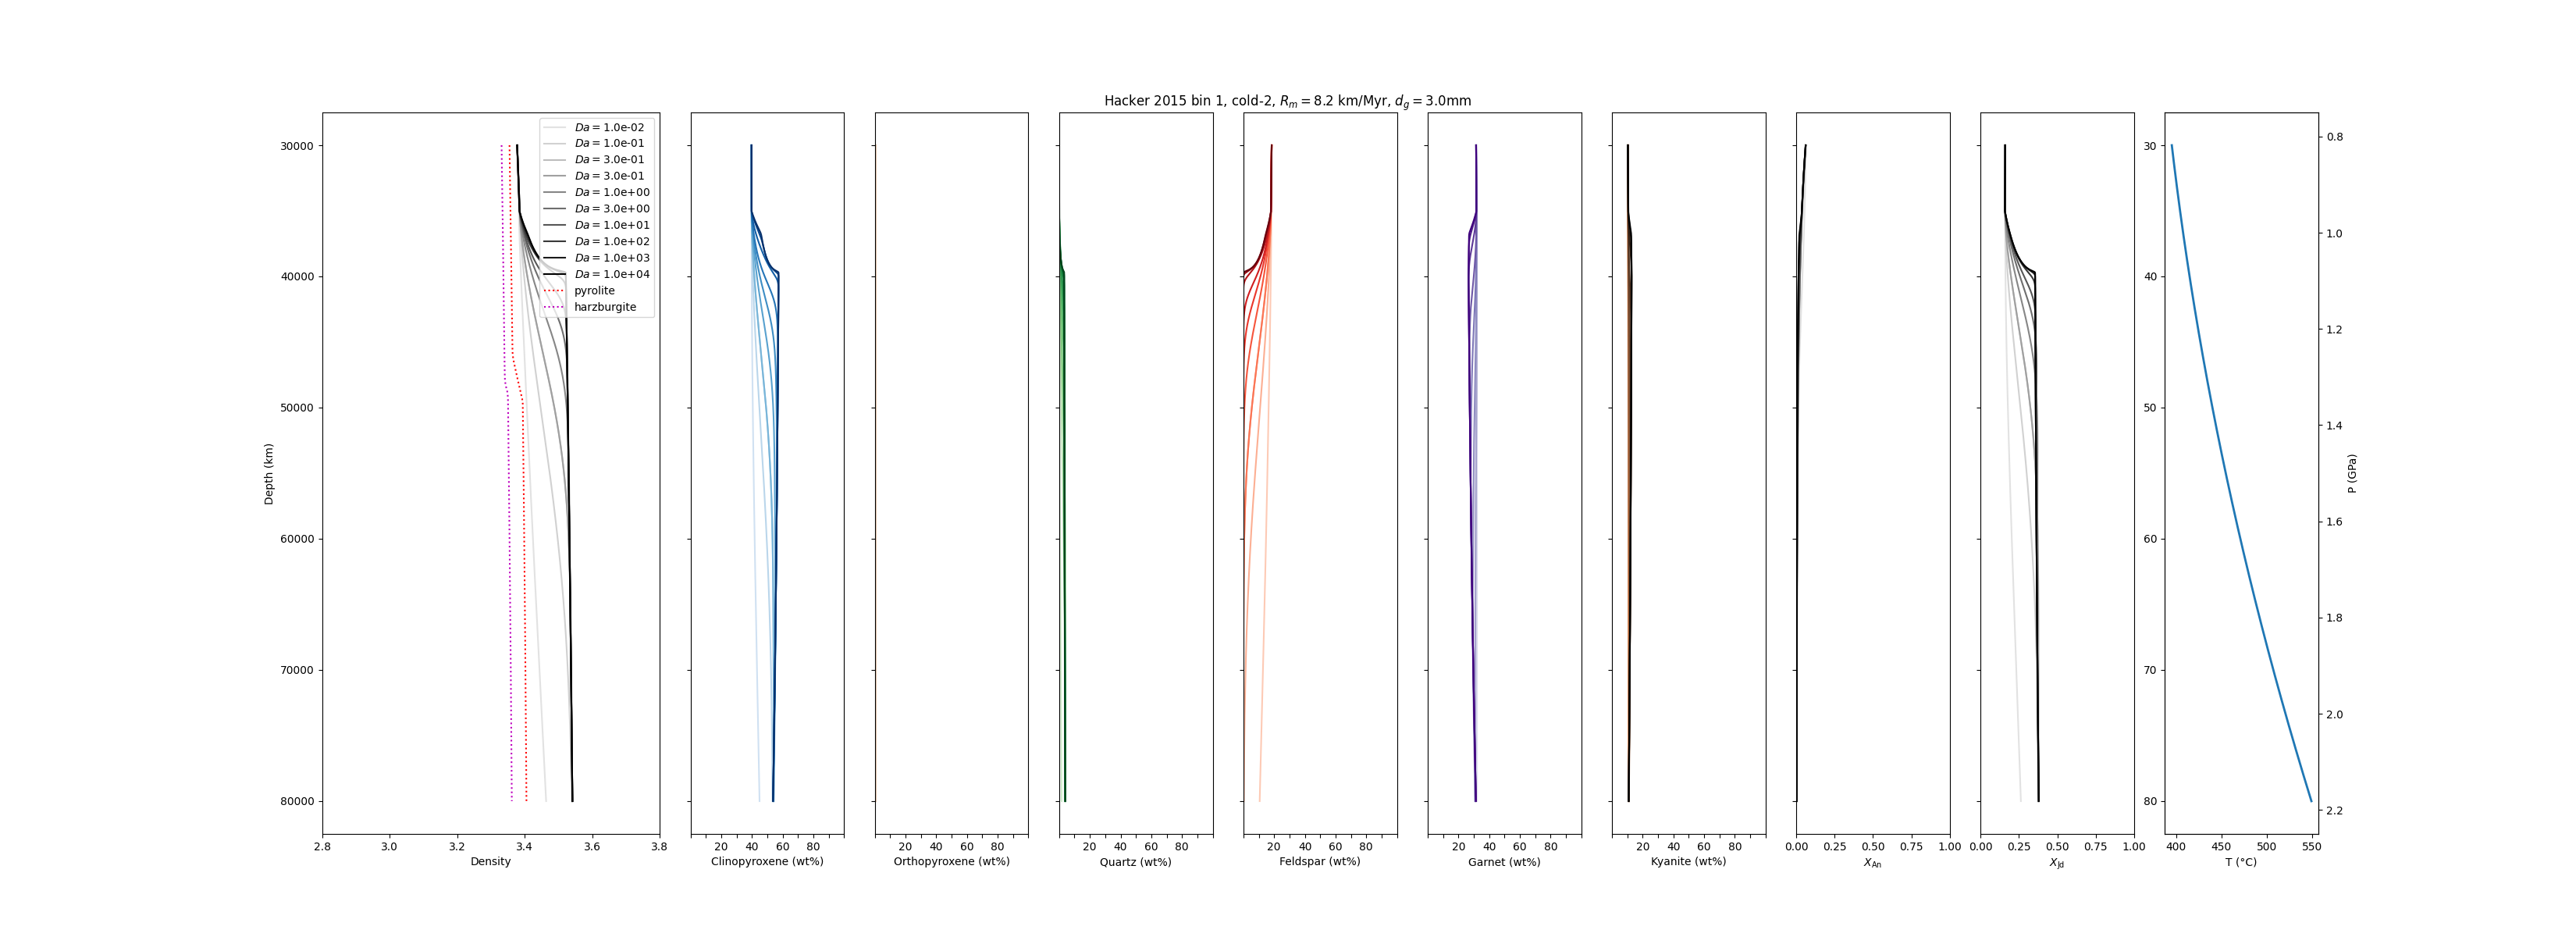 Hacker 2015 bin 1, cold-2, R_m = 8.2 km/Myr, d_g = 3.0mm
Da = 1.0e-02
Da = 1.0e-01
Da = 3.0e-01
Da = 3.0e-01
Da = 1.0e+00
Da = 3.0e+00
Da = 1.0e+01
Da = 1.0e+02
Da = 1.0e+03
Da = 1.0e+04
pyrolite
harzburgite
Depth (km)
30000
40000
50000
60000
70000
80000
2.8 3.0 3.2 3.4 3.6 3.8
Density
20 40 60 80
Clinopyroxene (wt%)
20 40 60 80
Orthopyroxene (wt%)
20 40 60 80
Quartz (wt%)
20 40 60 80
Feldspar (wt%)
20 40 60 80
Garnet (wt%)
20 40 60 80
Kyanite (wt%)
0.00 0.25 0.50 0.75 1.00
X_An
0.00 0.25 0.50 0.75 1.00
X_Jd
30
40
50
60
70
80
400 450 500 550
T (°C)
0.8
1.0
1.2
1.4
1.6
1.8
2.0
2.2
P (GPa)